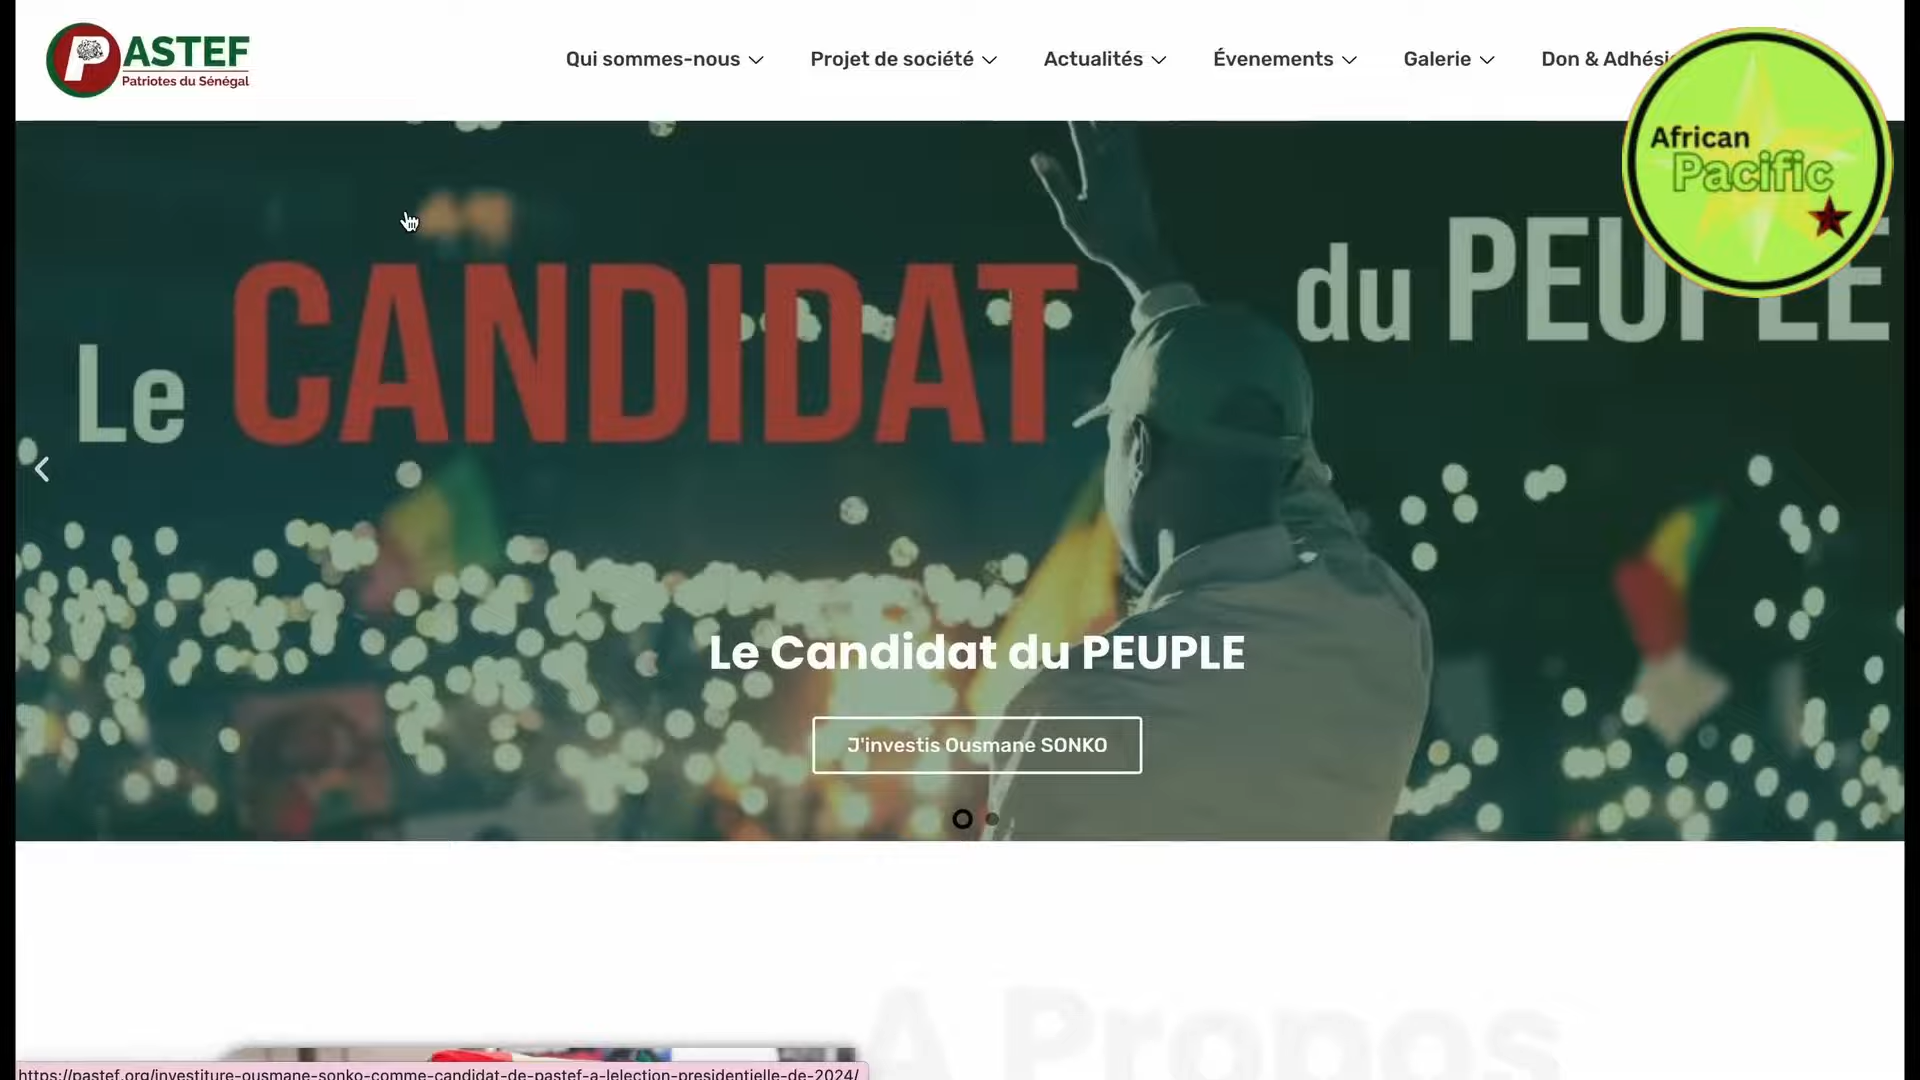 PASTEF
Patriotes du Sénégal
Qui sommes-nous
Projet de société
Actualités
Évenements
Galerie
Don & Adhési
African
Pacific
Le CANDIDAT
du PEUPLE
Le Candidat du PEUPLE
J'investis Ousmane SONKO
A Propos
https://pastef.org/investiture-ousmane-sonko-comme-candidat-de-pastef-a-lelection-presidentielle-de-2024/